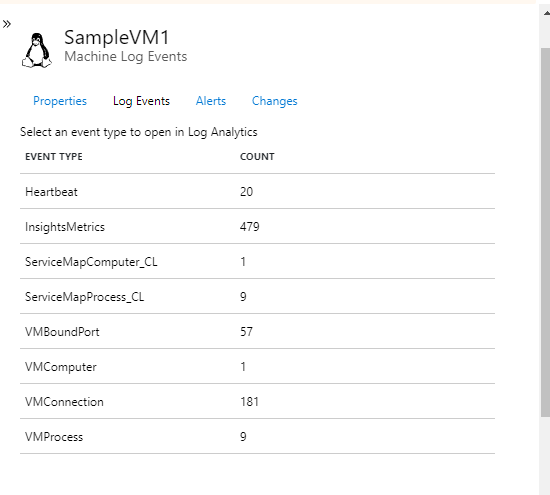 »
SampleVM1
Machine Log Events
Properties Log Events Alerts Changes
Select an event type to open in Log Analytics
EVENT TYPE COUNT
Heartbeat 20
InsightsMetrics 479
ServiceMapComputer_CL 1
ServiceMapProcess_CL 9
VMBoundPort 57
VMComputer 1
VMConnection 181
VMProcess 9